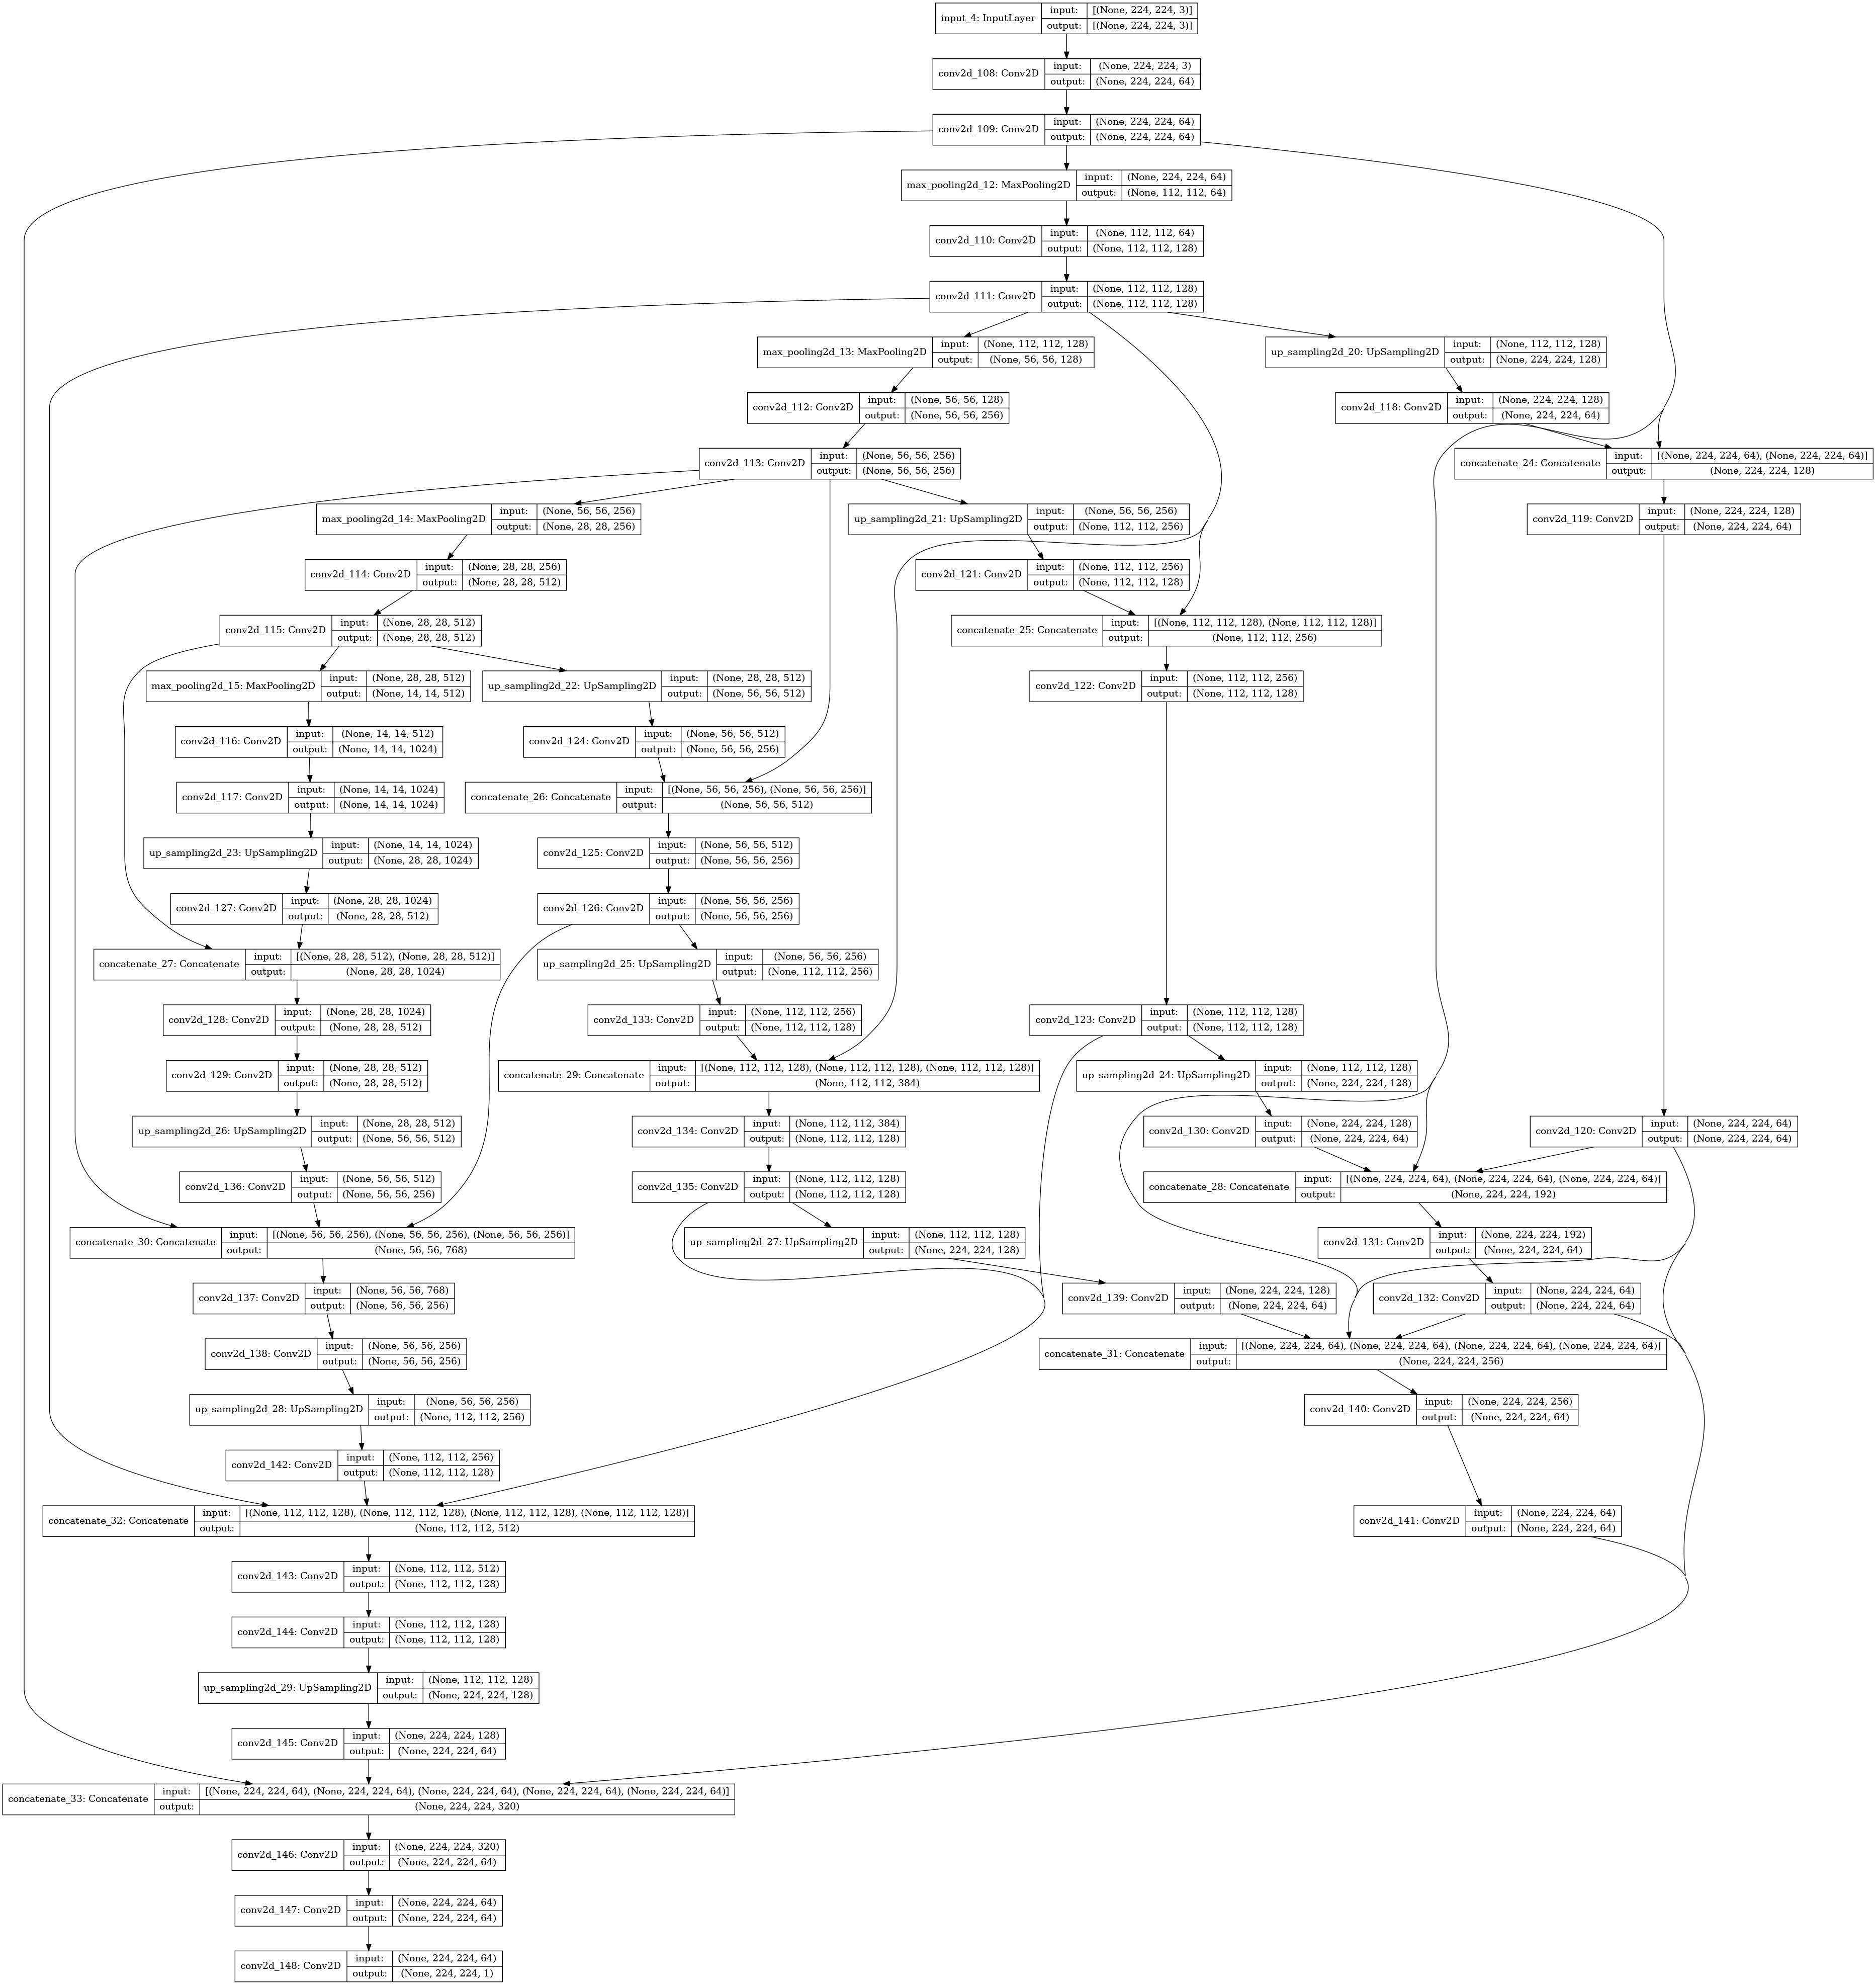 input_4: InputLayer input: [(None, 224, 224, 3)]
output: [(None, 224, 224, 3)]
conv2d_108: Conv2D input: (None, 224, 224, 3)
output: (None, 224, 224, 64)
conv2d_109: Conv2D input: (None, 224, 224, 64)
output: (None, 224, 224, 64)
max_pooling2d_12: MaxPooling2D input: (None, 224, 224, 64)
output: (None, 112, 112, 64)
conv2d_110: Conv2D input: (None, 112, 112, 64)
output: (None, 112, 112, 128)
conv2d_111: Conv2D input: (None, 112, 112, 128)
output: (None, 112, 112, 128)
max_pooling2d_13: MaxPooling2D input: (None, 112, 112, 128)
output: (None, 56, 56, 128)
up_sampling2d_20: UpSampling2D input: (None, 112, 112, 128)
output: (None, 224, 224, 128)
conv2d_112: Conv2D input: (None, 56, 56, 128)
output: (None, 56, 56, 256)
conv2d_118: Conv2D input: (None, 224, 224, 128)
output: (None, 224, 224, 64)
conv2d_113: Conv2D input: (None, 56, 56, 256)
output: (None, 56, 56, 256)
concatenate_24: Concatenate input: [(None, 224, 224, 64), (None, 224, 224, 64)]
output: (None, 224, 224, 128)
max_pooling2d_14: MaxPooling2D input: (None, 56, 56, 256)
output: (None, 28, 28, 256)
up_sampling2d_21: UpSampling2D input: (None, 56, 56, 256)
output: (None, 112, 112, 256)
conv2d_119: Conv2D input: (None, 224, 224, 128)
output: (None, 224, 224, 64)
conv2d_114: Conv2D input: (None, 28, 28, 256)
output: (None, 28, 28, 512)
conv2d_121: Conv2D input: (None, 112, 112, 256)
output: (None, 112, 112, 128)
conv2d_115: Conv2D input: (None, 28, 28, 512)
output: (None, 28, 28, 512)
concatenate_25: Concatenate input: [(None, 112, 112, 128), (None, 112, 112, 128)]
output: (None, 112, 112, 256)
max_pooling2d_15: MaxPooling2D input: (None, 28, 28, 512)
output: (None, 14, 14, 512)
up_sampling2d_22: UpSampling2D input: (None, 28, 28, 512)
output: (None, 56, 56, 512)
conv2d_122: Conv2D input: (None, 112, 112, 256)
output: (None, 112, 112, 128)
conv2d_116: Conv2D input: (None, 14, 14, 512)
output: (None, 14, 14, 1024)
conv2d_124: Conv2D input: (None, 56, 56, 512)
output: (None, 56, 56, 256)
conv2d_117: Conv2D input: (None, 14, 14, 1024)
output: (None, 14, 14, 1024)
concatenate_26: Concatenate input: [(None, 56, 56, 256), (None, 56, 56, 256)]
output: (None, 56, 56, 512)
up_sampling2d_23: UpSampling2D input: (None, 14, 14, 1024)
output: (None, 28, 28, 1024)
conv2d_125: Conv2D input: (None, 56, 56, 512)
output: (None, 56, 56, 256)
conv2d_127: Conv2D input: (None, 28, 28, 1024)
output: (None, 28, 28, 512)
conv2d_126: Conv2D input: (None, 56, 56, 256)
output: (None, 56, 56, 256)
concatenate_27: Concatenate input: [(None, 28, 28, 512), (None, 28, 28, 512)]
output: (None, 28, 28, 1024)
up_sampling2d_25: UpSampling2D input: (None, 56, 56, 256)
output: (None, 112, 112, 256)
conv2d_128: Conv2D input: (None, 28, 28, 1024)
output: (None, 28, 28, 512)
conv2d_133: Conv2D input: (None, 112, 112, 256)
output: (None, 112, 112, 128)
conv2d_123: Conv2D input: (None, 112, 112, 128)
output: (None, 112, 112, 128)
conv2d_129: Conv2D input: (None, 28, 28, 512)
output: (None, 28, 28, 512)
concatenate_29: Concatenate input: [(None, 112, 112, 128), (None, 112, 112, 128), (None, 112, 112, 128)]
output: (None, 112, 112, 384)
up_sampling2d_24: UpSampling2D input: (None, 112, 112, 128)
output: (None, 224, 224, 128)
up_sampling2d_26: UpSampling2D input: (None, 28, 28, 512)
output: (None, 56, 56, 512)
conv2d_134: Conv2D input: (None, 112, 112, 384)
output: (None, 112, 112, 128)
conv2d_130: Conv2D input: (None, 224, 224, 128)
output: (None, 224, 224, 64)
conv2d_120: Conv2D input: (None, 224, 224, 64)
output: (None, 224, 224, 64)
conv2d_136: Conv2D input: (None, 56, 56, 512)
output: (None, 56, 56, 256)
conv2d_135: Conv2D input: (None, 112, 112, 128)
output: (None, 112, 112, 128)
concatenate_28: Concatenate input: [(None, 224, 224, 64), (None, 224, 224, 64), (None, 224, 224, 64)]
output: (None, 224, 224, 192)
concatenate_30: Concatenate input: [(None, 56, 56, 256), (None, 56, 56, 256), (None, 56, 56, 256)]
output: (None, 56, 56, 768)
up_sampling2d_27: UpSampling2D input: (None, 112, 112, 128)
output: (None, 224, 224, 128)
conv2d_131: Conv2D input: (None, 224, 224, 192)
output: (None, 224, 224, 64)
conv2d_137: Conv2D input: (None, 56, 56, 768)
output: (None, 56, 56, 256)
conv2d_139: Conv2D input: (None, 224, 224, 128)
output: (None, 224, 224, 64)
conv2d_132: Conv2D input: (None, 224, 224, 64)
output: (None, 224, 224, 64)
conv2d_138: Conv2D input: (None, 56, 56, 256)
output: (None, 56, 56, 256)
concatenate_31: Concatenate input: [(None, 224, 224, 64), (None, 224, 224, 64), (None, 224, 224, 64), (None, 224, 224, 64)]
output: (None, 224, 224, 256)
up_sampling2d_28: UpSampling2D input: (None, 56, 56, 256)
output: (None, 112, 112, 256)
conv2d_140: Conv2D input: (None, 224, 224, 256)
output: (None, 224, 224, 64)
conv2d_142: Conv2D input: (None, 112, 112, 256)
output: (None, 112, 112, 128)
concatenate_32: Concatenate input: [(None, 112, 112, 128), (None, 112, 112, 128), (None, 112, 112, 128), (None, 112, 112, 128)]
output: (None, 112, 112, 512)
conv2d_141: Conv2D input: (None, 224, 224, 64)
output: (None, 224, 224, 64)
conv2d_143: Conv2D input: (None, 112, 112, 512)
output: (None, 112, 112, 128)
conv2d_144: Conv2D input: (None, 112, 112, 128)
output: (None, 112, 112, 128)
up_sampling2d_29: UpSampling2D input: (None, 112, 112, 128)
output: (None, 224, 224, 128)
conv2d_145: Conv2D input: (None, 224, 224, 128)
output: (None, 224, 224, 64)
concatenate_33: Concatenate input: [(None, 224, 224, 64), (None, 224, 224, 64), (None, 224, 224, 64), (None, 224, 224, 64), (None, 224, 224, 64)]
output: (None, 224, 224, 320)
conv2d_146: Conv2D input: (None, 224, 224, 320)
output: (None, 224, 224, 64)
conv2d_147: Conv2D input: (None, 224, 224, 64)
output: (None, 224, 224, 64)
conv2d_148: Conv2D input: (None, 224, 224, 64)
output: (None, 224, 224, 1)